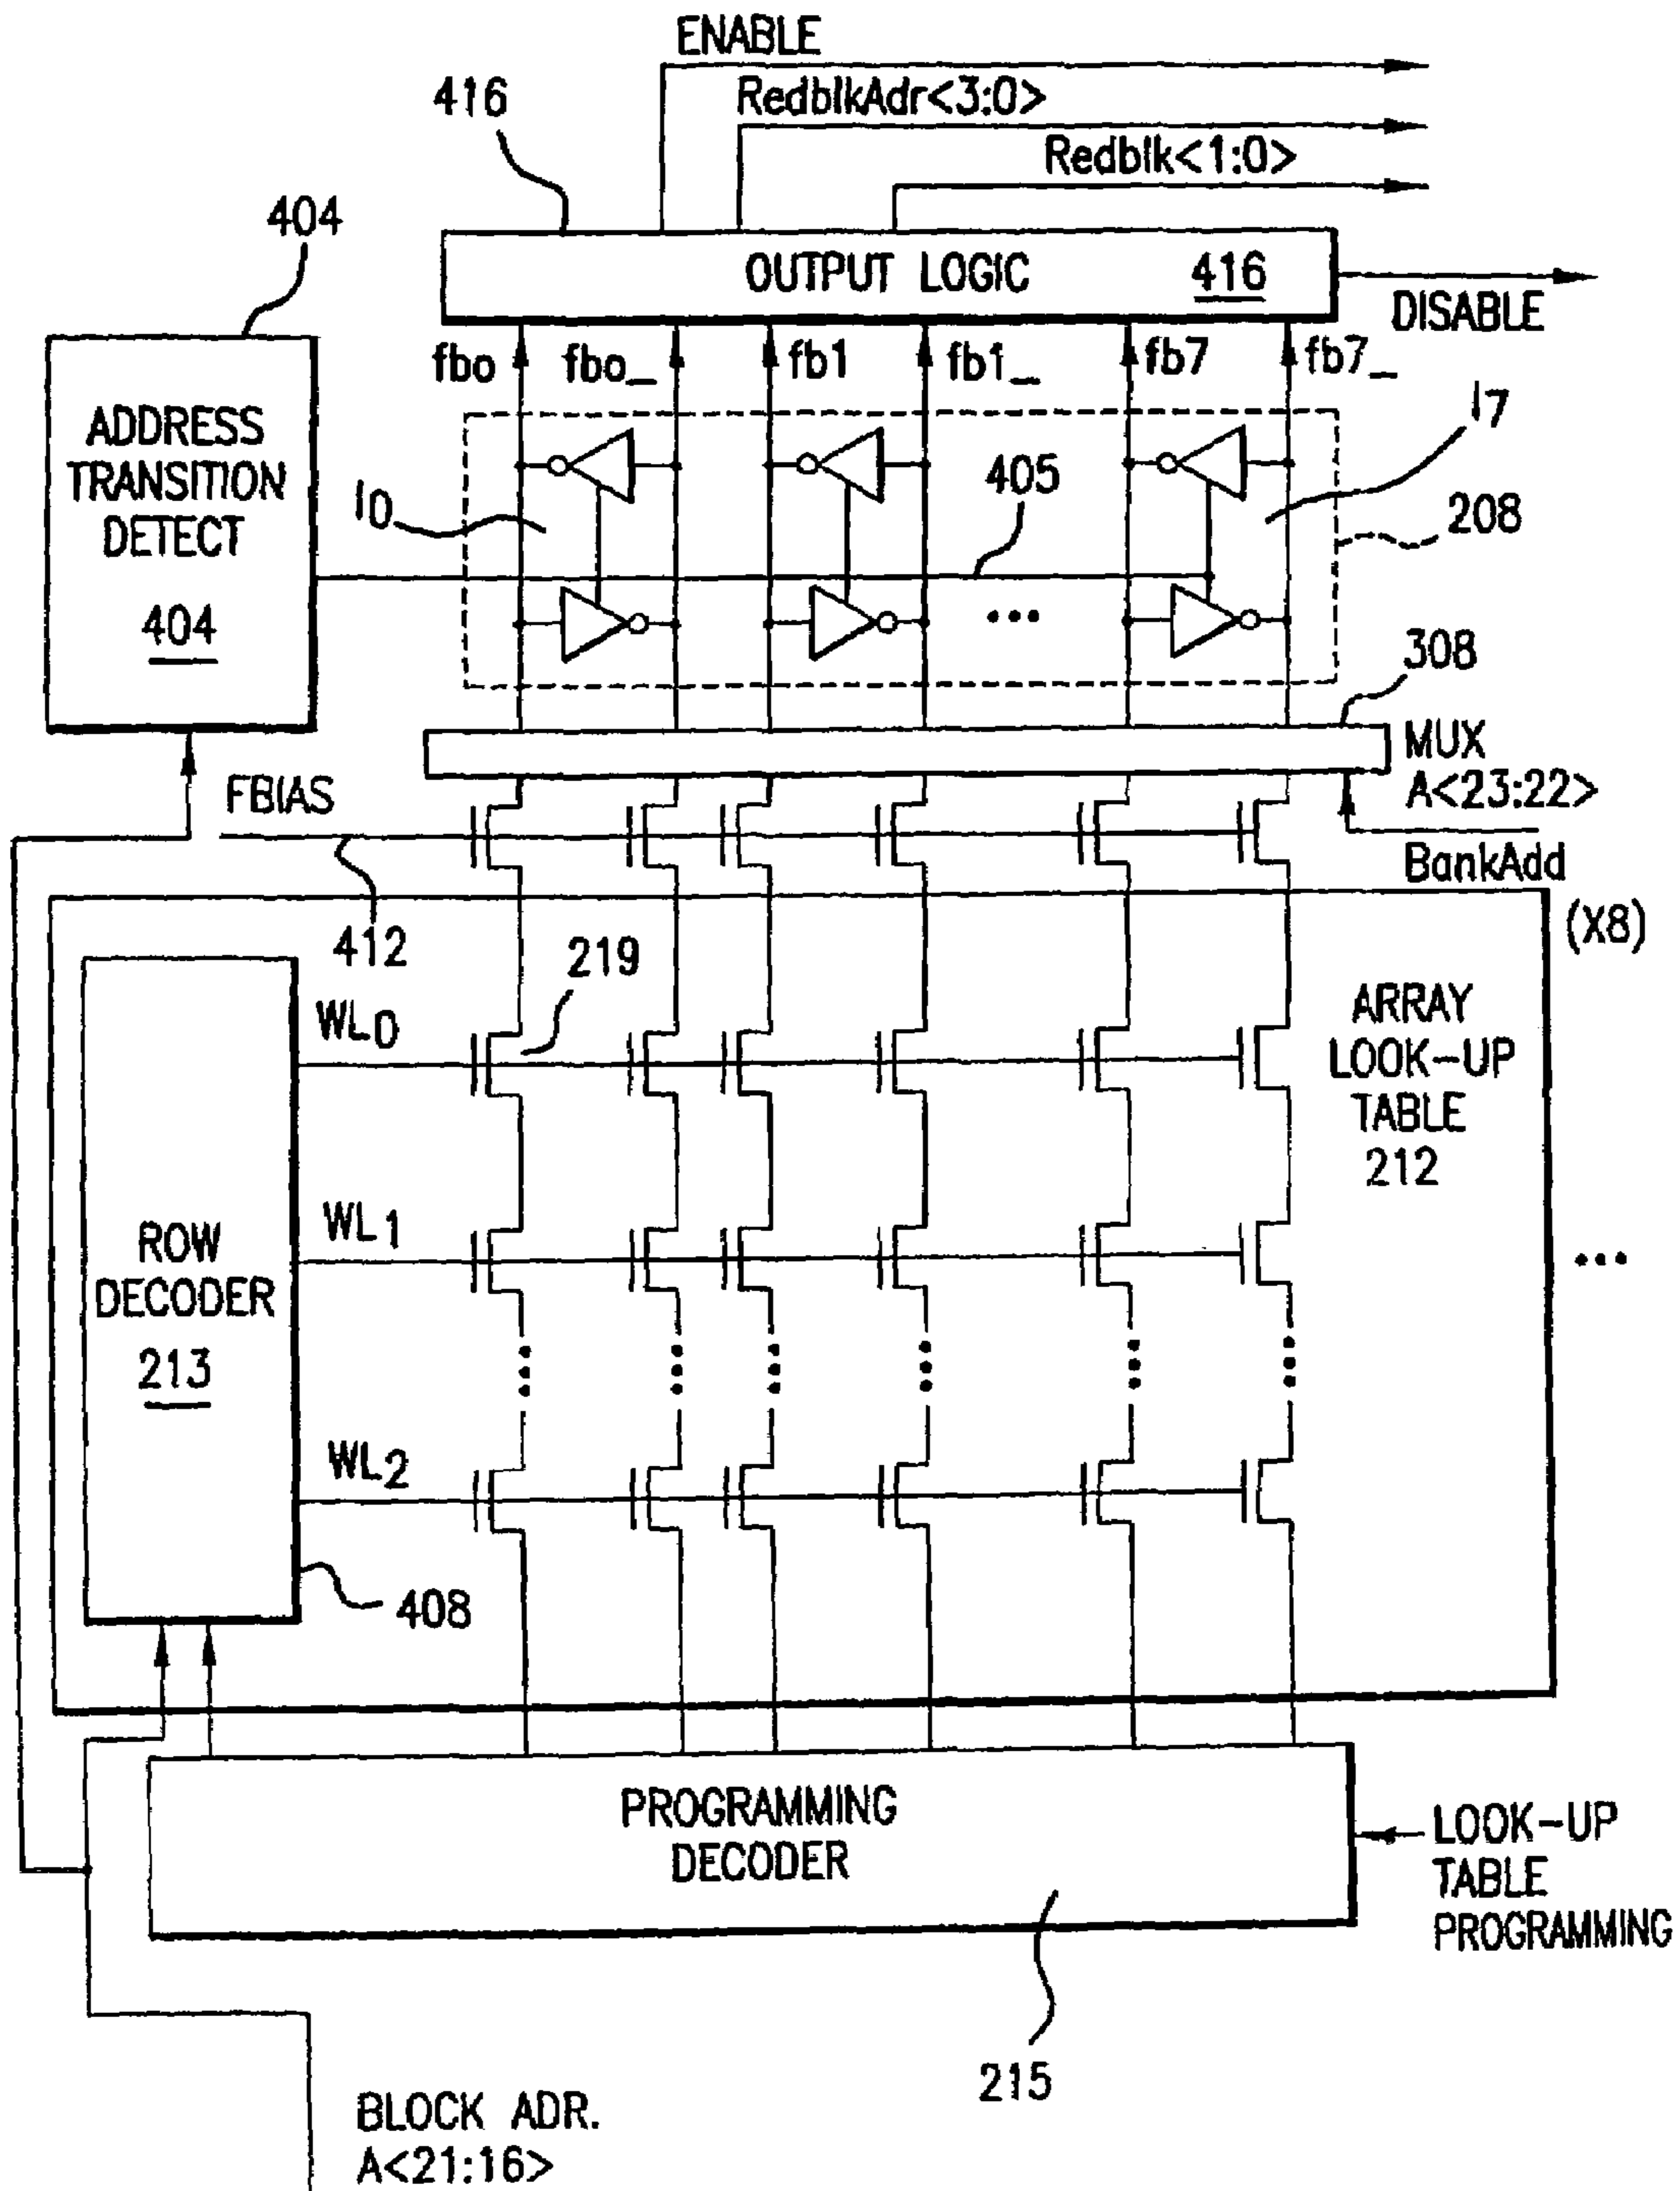 ENABLE
RedblkAdr<3:0>
Redblk<1:0>
416
404
OUTPUT LOGIC 416
DISABLE
fbo
fbo_
fb1
fb1_
fb7
fb7_
ADDRESS
TRANSITION
DETECT
404
I0
405
I7
208
308
MUX
A<23:22>
BankAdd
FBIAS
412
219
(X8)
ARRAY
LOOK-UP
TABLE
212
WL0
WL1
WL2
ROW
DECODER
213
408
PROGRAMMING
DECODER
LOOK-UP
TABLE
PROGRAMMING
215
BLOCK ADR.
A<21:16>